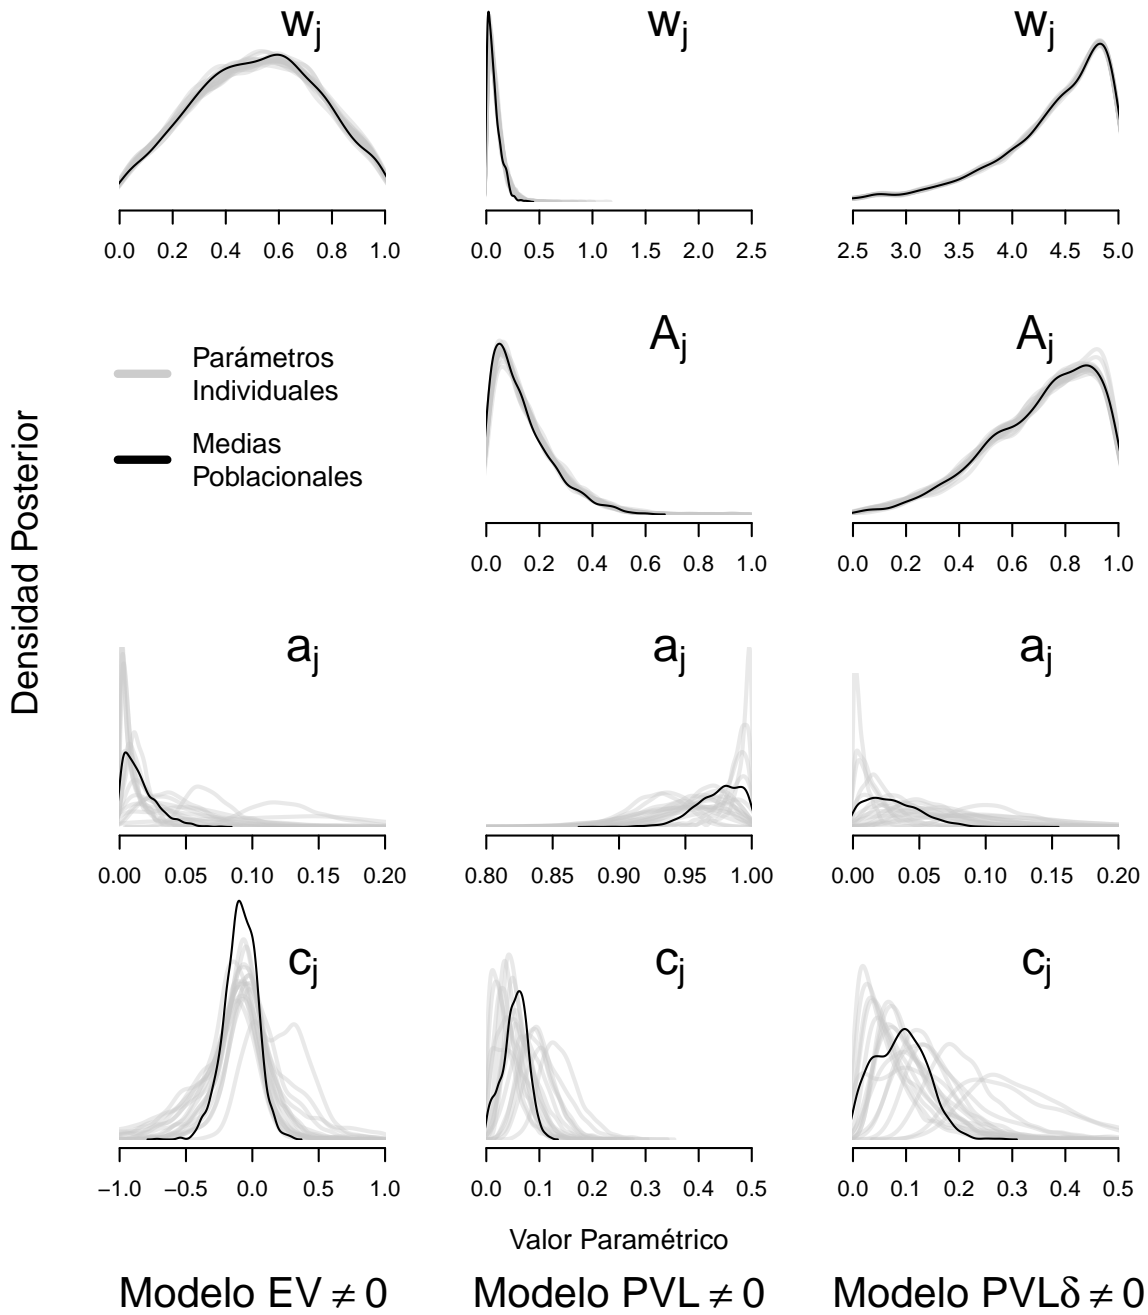 wj wj wj
0.0 0.2 0.4 0.6 0.8 1.0 0.0 0.5 1.0 1.5 2.0 2.5 2.5 3.0 3.5 4.0 4.5 5.0
Aj Aj
Parámetros
Individuales
Medias
Poblacionales
0.0 0.2 0.4 0.6 0.8 1.0 0.0 0.2 0.4 0.6 0.8 1.0
Densidad Posterior
aj aj aj
0.00 0.05 0.10 0.15 0.20 0.80 0.85 0.90 0.95 1.00 0.00 0.05 0.10 0.15 0.20
cj cj cj
−1.0 −0.5 0.0 0.5 1.0 0.0 0.1 0.2 0.3 0.4 0.5 0.0 0.1 0.2 0.3 0.4 0.5
Valor Paramétrico
Modelo EV ≠ 0 Modelo PVL ≠ 0 Modelo PVLδ ≠ 0